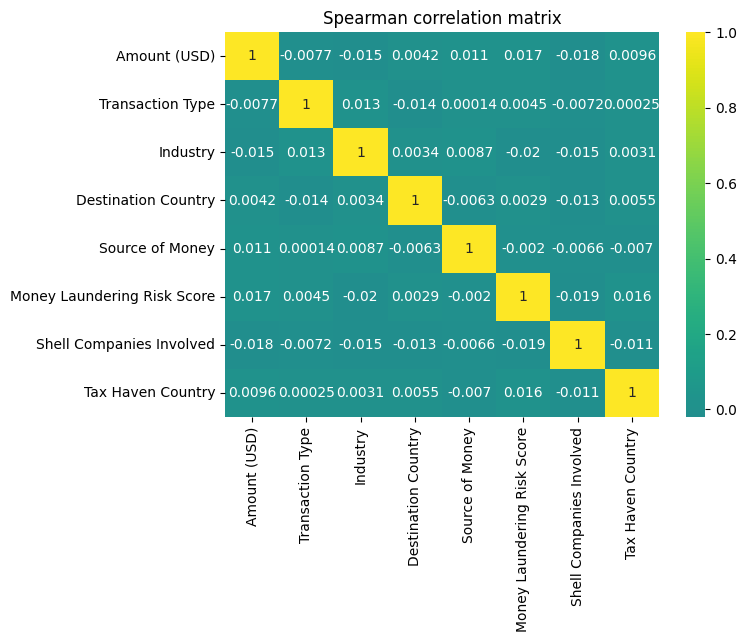 Spearman correlation matrix
Amount (USD) 1 -0.0077 -0.015 0.0042 0.011 0.017 -0.018 0.0096
Transaction Type -0.0077 1 0.013 -0.014 0.00014 0.0045 -0.0072 0.00025
Industry -0.015 0.013 1 0.0034 0.0087 -0.02 -0.015 0.0031
Destination Country 0.0042 -0.014 0.0034 1 -0.0063 0.0029 -0.013 0.0055
Source of Money 0.011 0.00014 0.0087 -0.0063 1 -0.002 -0.0066 -0.007
Money Laundering Risk Score 0.017 0.0045 -0.02 0.0029 -0.002 1 -0.019 0.016
Shell Companies Involved -0.018 -0.0072 -0.015 -0.013 -0.0066 -0.019 1 -0.011
Tax Haven Country 0.0096 0.00025 0.0031 0.0055 -0.007 0.016 -0.011 1
Amount (USD)
Transaction Type
Industry
Destination Country
Source of Money
Money Laundering Risk Score
Shell Companies Involved
Tax Haven Country
1.0
0.8
0.6
0.4
0.2
0.0